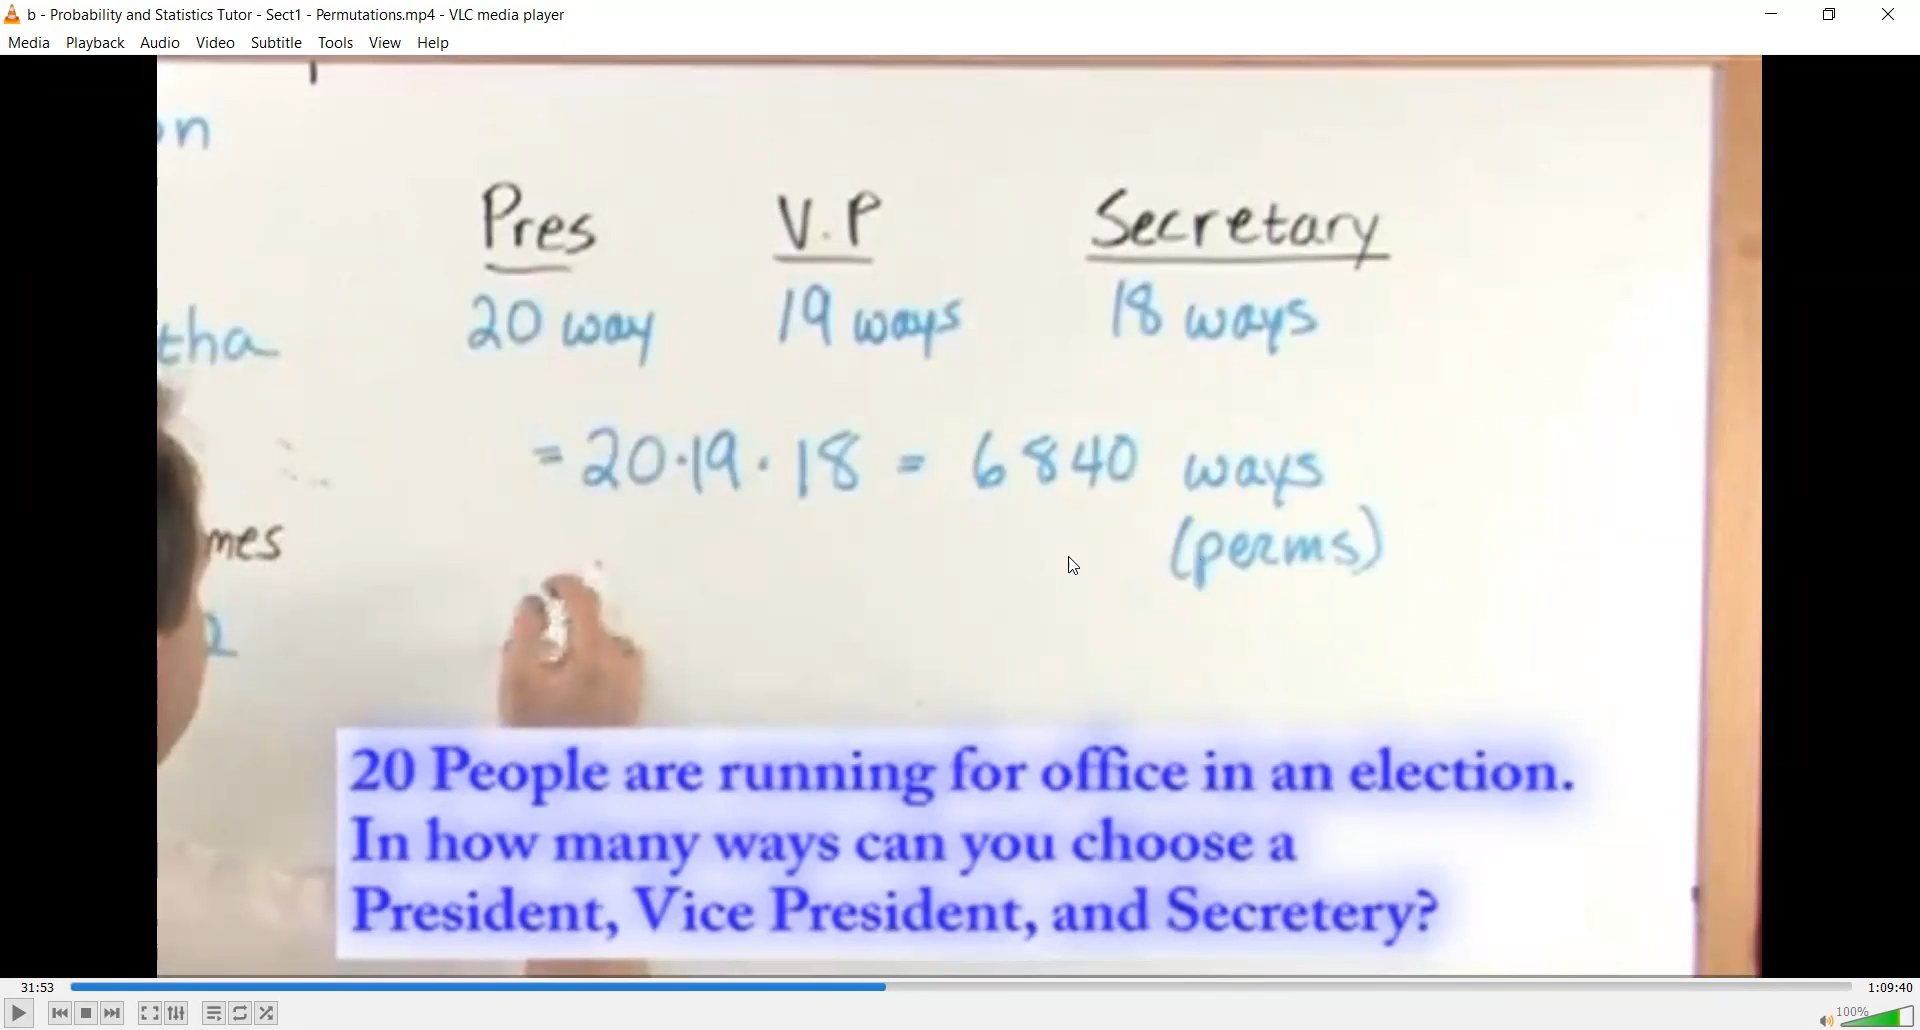 b - Probability and Statistics Tutor - Sect1 - Permutations.mp4 - VLC media player
Media Playback Audio Video Subtitle Tools View Help
on
Pres V.P Secretary
20 way 19 ways 18 ways
tha
= 20·19·18 = 6840 ways
(perms)
mes
2
20 People are running for office in an election.
In how many ways can you choose a
President, Vice President, and Secretery?
31:53 1:09:40
100%